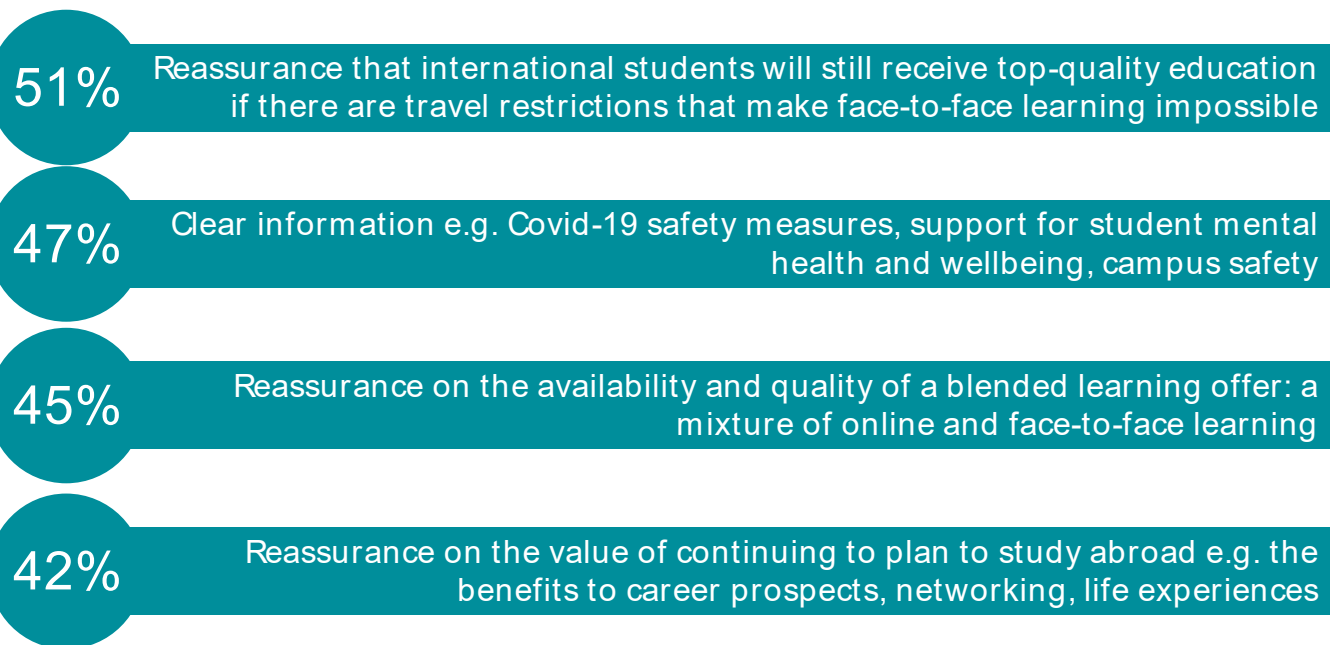 51%
Reassurance that international students will still receive top-quality education
if there are travel restrictions that make face-to-face learning impossible
47%
Clear information e.g. Covid-19 safety measures, support for student mental
health and wellbeing, campus safety
45%
Reassurance on the availability and quality of a blended learning offer: a
mixture of online and face-to-face learning
42%
Reassurance on the value of continuing to plan to study abroad e.g. the
benefits to career prospects, networking, life experiences